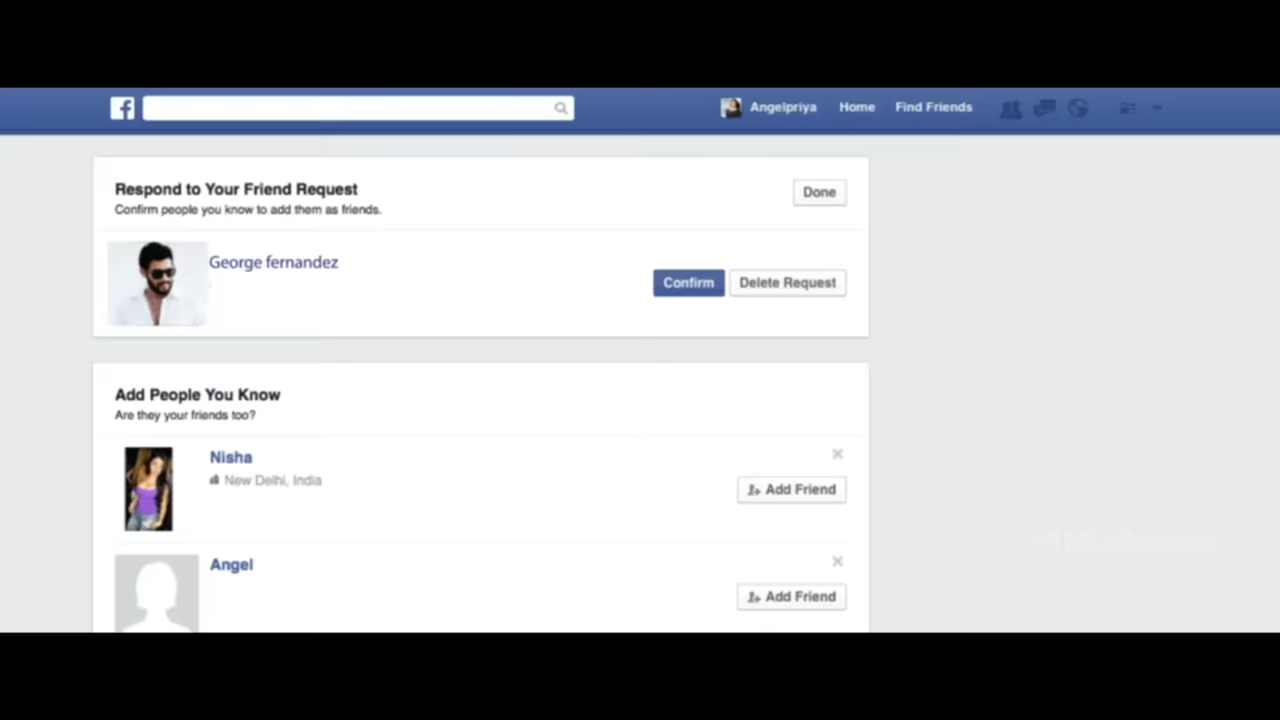 Angelpriya Home Find Friends
Respond to Your Friend Request
Done
Confirm people you know to add them as friends.
George fernandez
Confirm Delete Request
Add People You Know
Are they your friends too?
Nisha
New Delhi, India
Add Friend
Angel
Add Friend